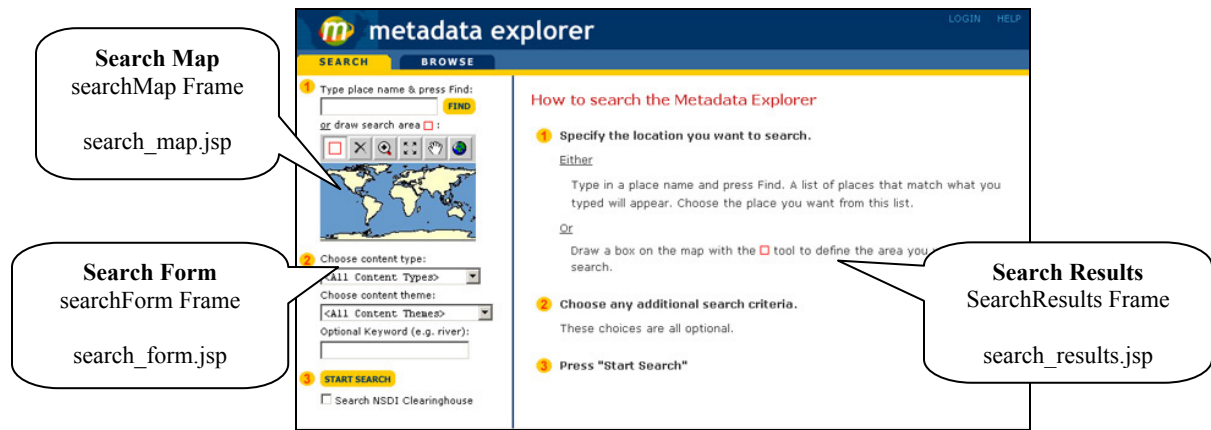 Search Map
searchMap Frame
search_map.jsp
Search Form
searchForm Frame
search_form.jsp
m metadata explorer
LOGIN HELP
SEARCH BROWSE
1 Type place name & press Find:
FIND
or draw search area :
2 Choose content type:
<All Content Types>
Choose content theme:
<All Content Themes>
Optional Keyword (e.g. river):
3 START SEARCH
Search NSDI Clearinghouse
How to search the Metadata Explorer
1 Specify the location you want to search.
Either
Type in a place name and press Find. A list of places that match what you
typed will appear. Choose the place you want from this list.
Or
Draw a box on the map with the tool to define the area you
search.
2 Choose any additional search criteria.
These choices are all optional.
3 Press "Start Search"
Search Results
SearchResults Frame
search_results.jsp